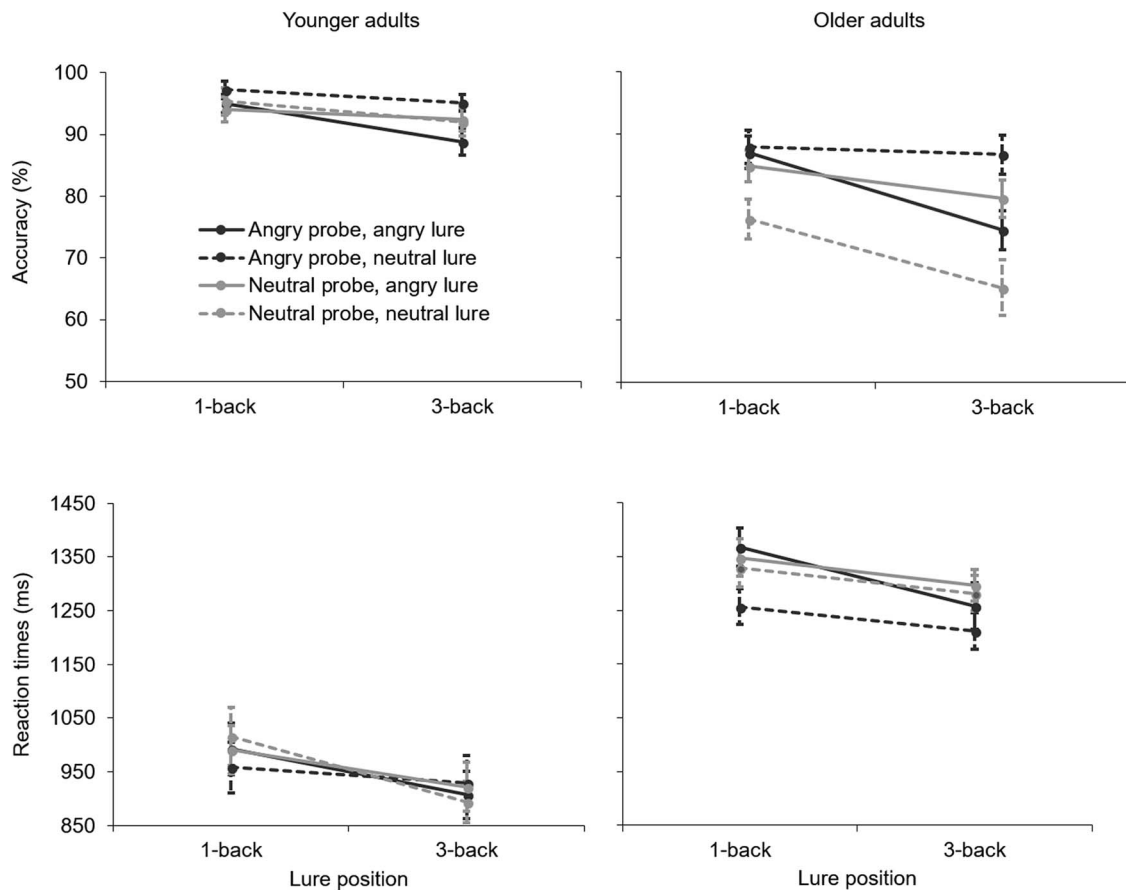 Younger adults
Older adults
100
90
80
70
60
50
Accuracy (%)
Angry probe, angry lure
Angry probe, neutral lure
Neutral probe, angry lure
Neutral probe, neutral lure
1-back
3-back
1-back
3-back
1450
1350
1250
1150
1050
950
850
Reaction times (ms)
1-back
3-back
1-back
3-back
Lure position
Lure position